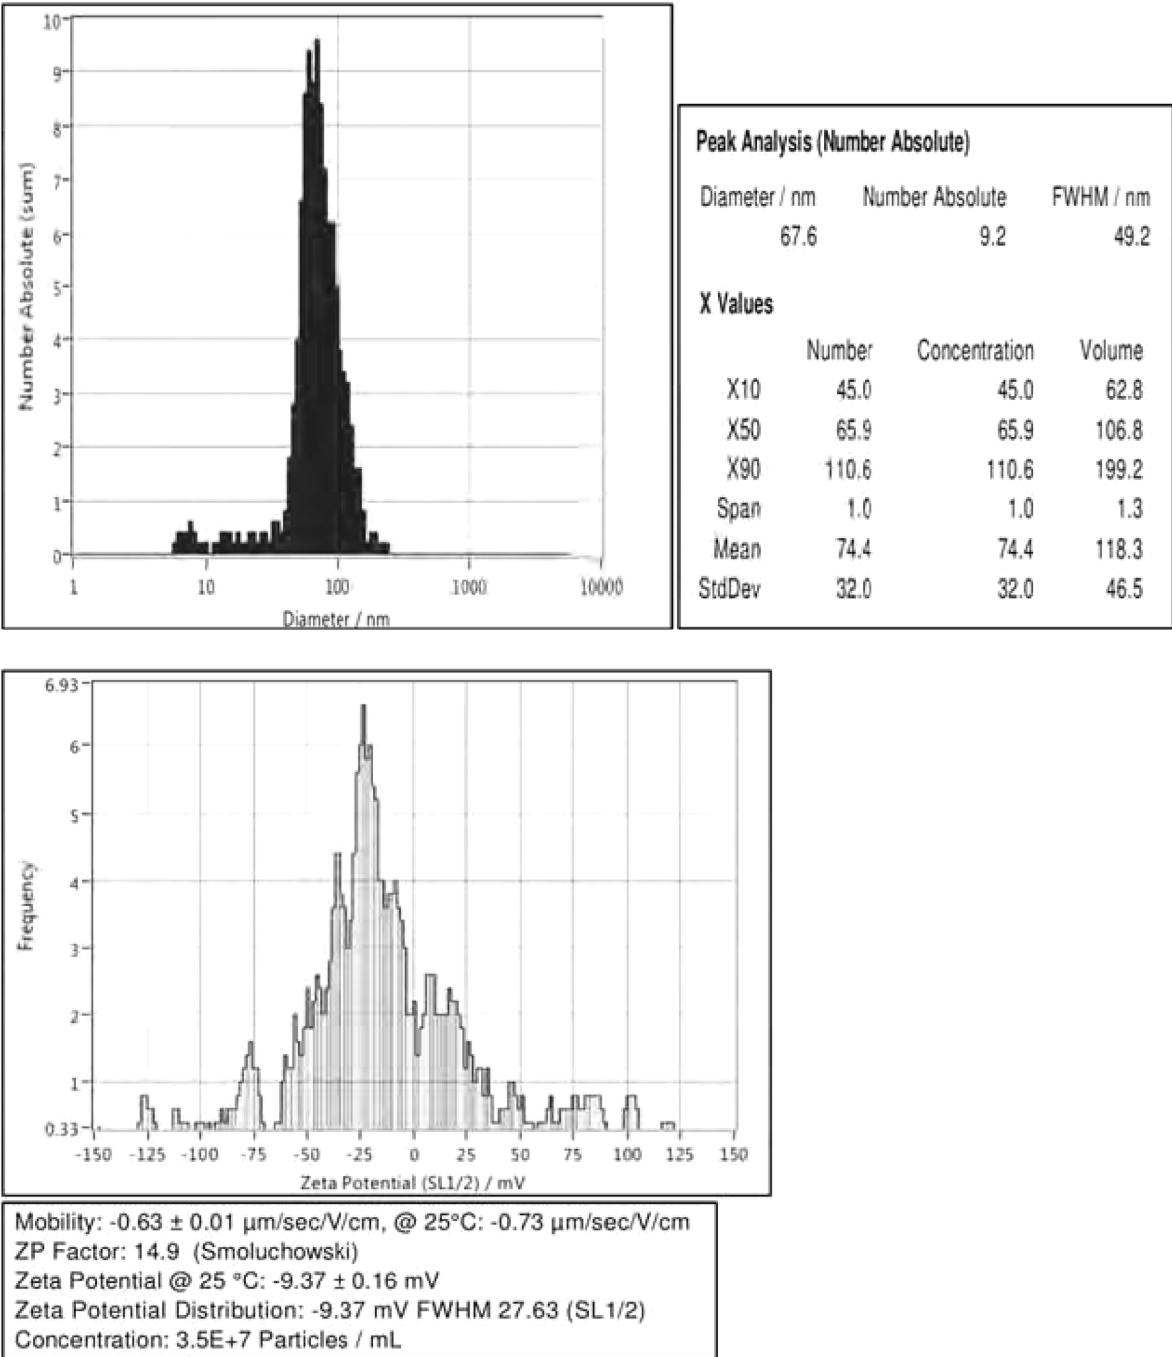 10
9
8
7
6
5
4
3
2
1
0
Number Absolute (sum)
1 10 100 1000 10000
Diameter / nm
Peak Analysis (Number Absolute)
Diameter / nm Number Absolute FWHM / nm
67.6 9.2 49.2
X Values
Number Concentration Volume
X10 45.0 45.0 62.8
X50 65.9 65.9 106.8
X90 110.6 110.6 199.2
Span 1.0 1.0 1.3
Mean 74.4 74.4 118.3
StdDev 32.0 32.0 46.5
6.93
6
5
4
3
2
1
0.33
Frequency
-150 -125 -100 -75 -50 -25 0 25 50 75 100 125 150
Zeta Potential (SL1/2) / mV
Mobility: -0.63 ± 0.01 µm/sec/V/cm, @ 25°C: -0.73 µm/sec/V/cm
ZP Factor: 14.9 (Smoluchowski)
Zeta Potential @ 25 °C: -9.37 ± 0.16 mV
Zeta Potential Distribution: -9.37 mV FWHM 27.63 (SL1/2)
Concentration: 3.5E+7 Particles / mL